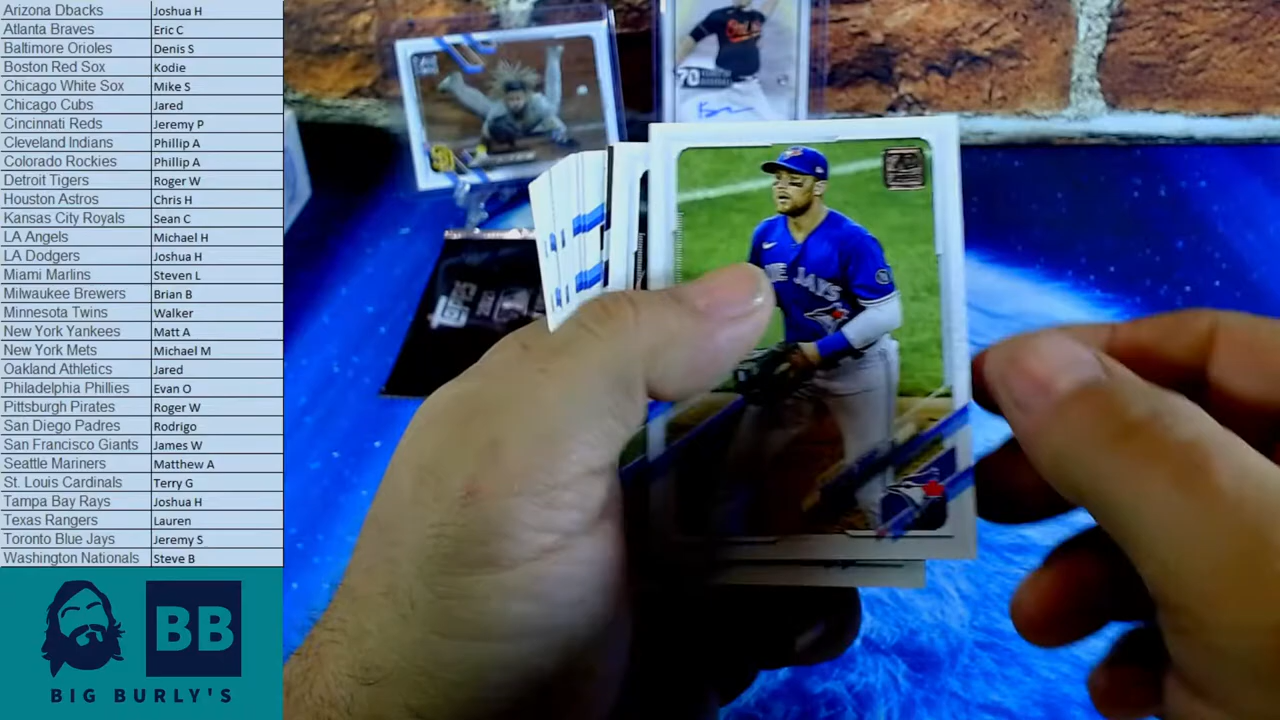 Arizona Dbacks Joshua H
Atlanta Braves Eric C
Baltimore Orioles Denis S
Boston Red Sox Kodie
Chicago White Sox Mike S
Chicago Cubs Jared
Cincinnati Reds Jeremy P
Cleveland Indians Phillip A
Colorado Rockies Phillip A
Detroit Tigers Roger W
Houston Astros Chris H
Kansas City Royals Sean C
LA Angels Michael H
LA Dodgers Joshua H
Miami Marlins Steven L
Milwaukee Brewers Brian B
Minnesota Twins Walker
New York Yankees Matt A
New York Mets Michael M
Oakland Athletics Jared
Philadelphia Phillies Evan O
Pittsburgh Pirates Roger W
San Diego Padres Rodrigo
San Francisco Giants James W
Seattle Mariners Matthew A
St. Louis Cardinals Terry G
Tampa Bay Rays Joshua H
Texas Rangers Lauren
Toronto Blue Jays Jeremy S
Washington Nationals Steve B
BB
BIG BURLY'S
70
JAYS